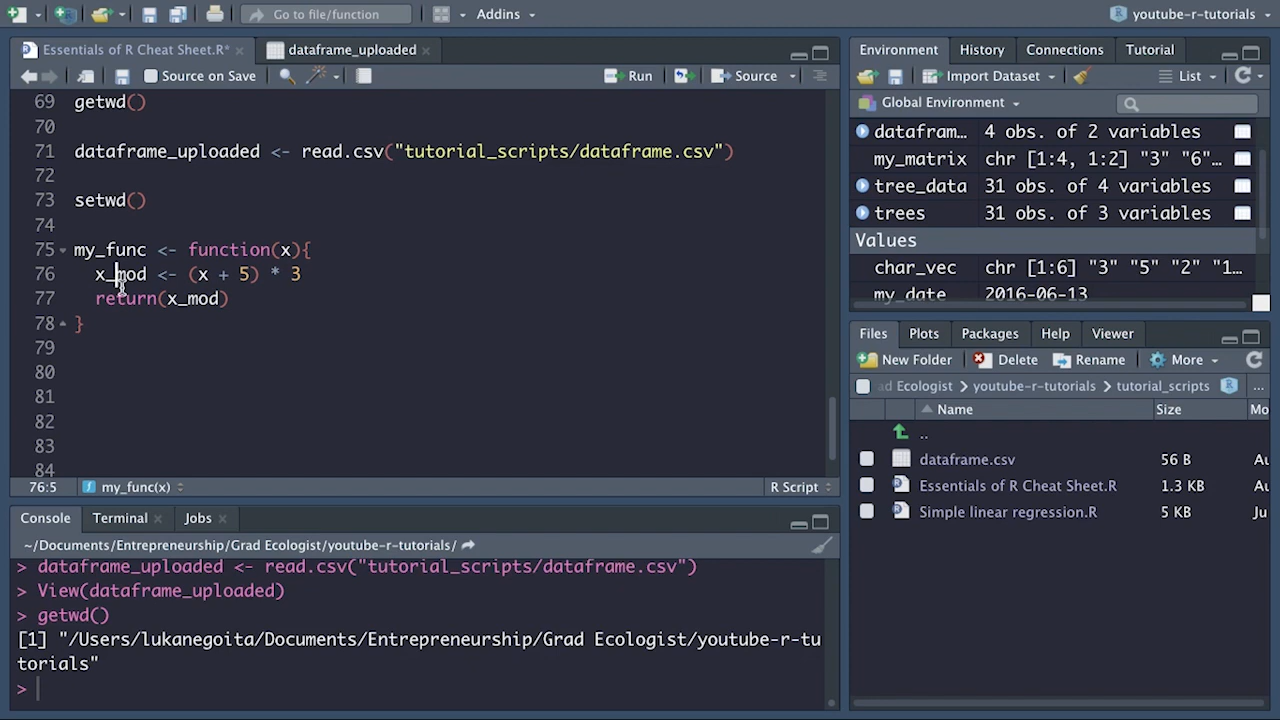 Go to file/function
Addins
youtube-r-tutorials
Essentials of R Cheat Sheet.R*
dataframe_uploaded
Source on Save
Run
Source
69 getwd()
70
71 dataframe_uploaded <- read.csv("tutorial_scripts/dataframe.csv")
72
73 setwd()
74
75 my_func <- function(x){
76 x_mod <- (x + 5) * 3
77 return(x_mod)
78 }
79
80
81
82
83
84
76:5 my_func(x) R Script
Console Terminal Jobs
~/Documents/Entrepreneurship/Grad Ecologist/youtube-r-tutorials/
> dataframe_uploaded <- read.csv("tutorial_scripts/dataframe.csv")
> View(dataframe_uploaded)
> getwd()
[1] "/Users/lukanegoita/Documents/Entrepreneurship/Grad Ecologist/youtube-r-tu
torials"
>
Environment History Connections Tutorial
Import Dataset List
Global Environment
datafram… 4 obs. of 2 variables
my_matrix chr [1:4, 1:2] "3" "6"…
tree_data 31 obs. of 4 variables
trees 31 obs. of 3 variables
Values
char_vec chr [1:6] "3" "5" "2" "1…
my_date 2016-06-13
Files Plots Packages Help Viewer
New Folder Delete Rename More
ad Ecologist > youtube-r-tutorials > tutorial_scripts ...
Name Size Mo
..
dataframe.csv 56 B Au
Essentials of R Cheat Sheet.R 1.3 KB Au
Simple linear regression.R 5 KB Ju